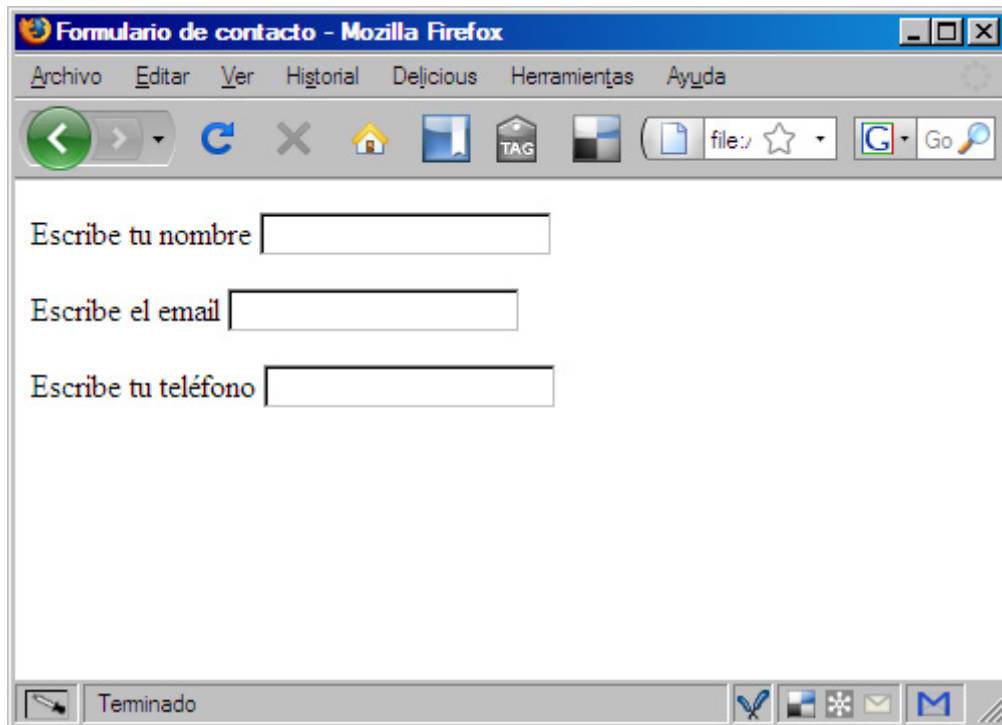 Formulario de contacto - Mozilla Firefox
Archivo Editar Ver Historial Delicious Herramientas Ayuda
TAG file:/ G Go
Escribe tu nombre
Escribe el email
Escribe tu teléfono
Terminado